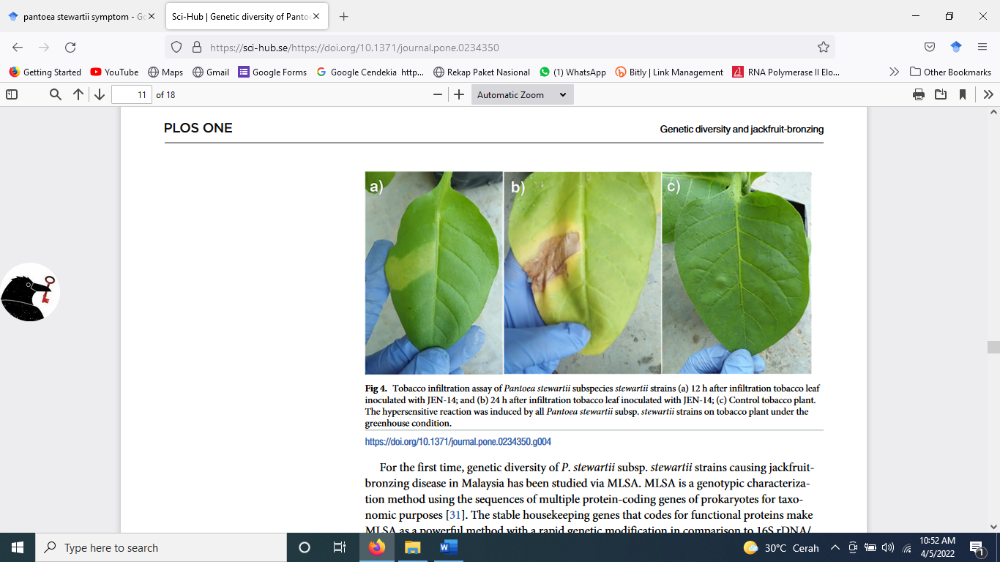 pantoea stewartii symptom - Go
Sci-Hub | Genetic diversity of Panto
https://sci-hub.se/https://doi.org/10.1371/journal.pone.0234350
Getting Started YouTube Maps Gmail Google Forms Google Cendekia http... Rekap Paket Nasional (1) WhatsApp Bitly | Link Management RNA Polymerase II Elo... Other Bookmarks
11 of 18 Automatic Zoom
PLOS ONE Genetic diversity and jackfruit-bronzing
a) b) c)
Fig 4. Tobacco infiltration assay of Pantoea stewartii subspecies stewartii strains (a) 12 h after infiltration tobacco leaf
inoculated with JEN-14; and (b) 24 h after infiltration tobacco leaf inoculated with JEN-14; (c) Control tobacco plant.
The hypersensitive reaction was induced by all Pantoea stewartii subsp. stewartii strains on tobacco plant under the
greenhouse condition.
https://doi.org/10.1371/journal.pone.0234350.g004
For the first time, genetic diversity of P. stewartii subsp. stewartii strains causing jackfruit-
bronzing disease in Malaysia has been studied via MLSA. MLSA is a genotypic characteriza-
tion method using the sequences of multiple protein-coding genes of prokaryotes for taxo-
nomic purposes [31]. The stable housekeeping genes that codes for functional proteins make
MLSA as a powerful method with a rapid genetic modification in comparison to 16S rDNA/
Type here to search
30°C Cerah
10:52 AM
4/5/2022
1